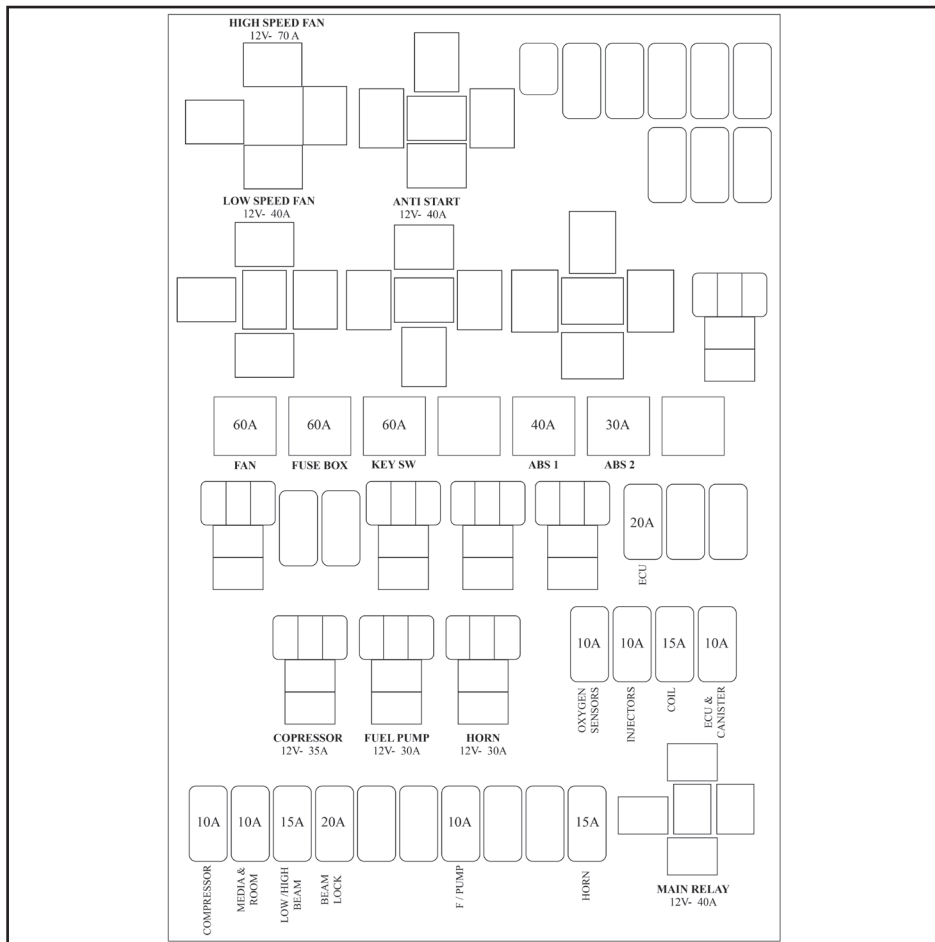 HIGH SPEED FAN
12V- 70 A
LOW SPEED FAN
12V- 40A
ANTI START
12V- 40A
60A
60A
60A
40A
30A
FAN
FUSE BOX
KEY SW
ABS 1
ABS 2
20A
ECU
10A
10A
15A
10A
OXYGEN
SENSORS
INJECTORS
COIL
ECU &
CANISTER
COPRESSOR
12V- 35A
FUEL PUMP
12V- 30A
HORN
12V- 30A
10A
10A
15A
20A
10A
15A
COMPRESSOR
MEDIA &
ROOM
LOW /HIGH
BEAM
BEAM
LOCK
F / PUMP
HORN
MAIN RELAY
12V- 40A